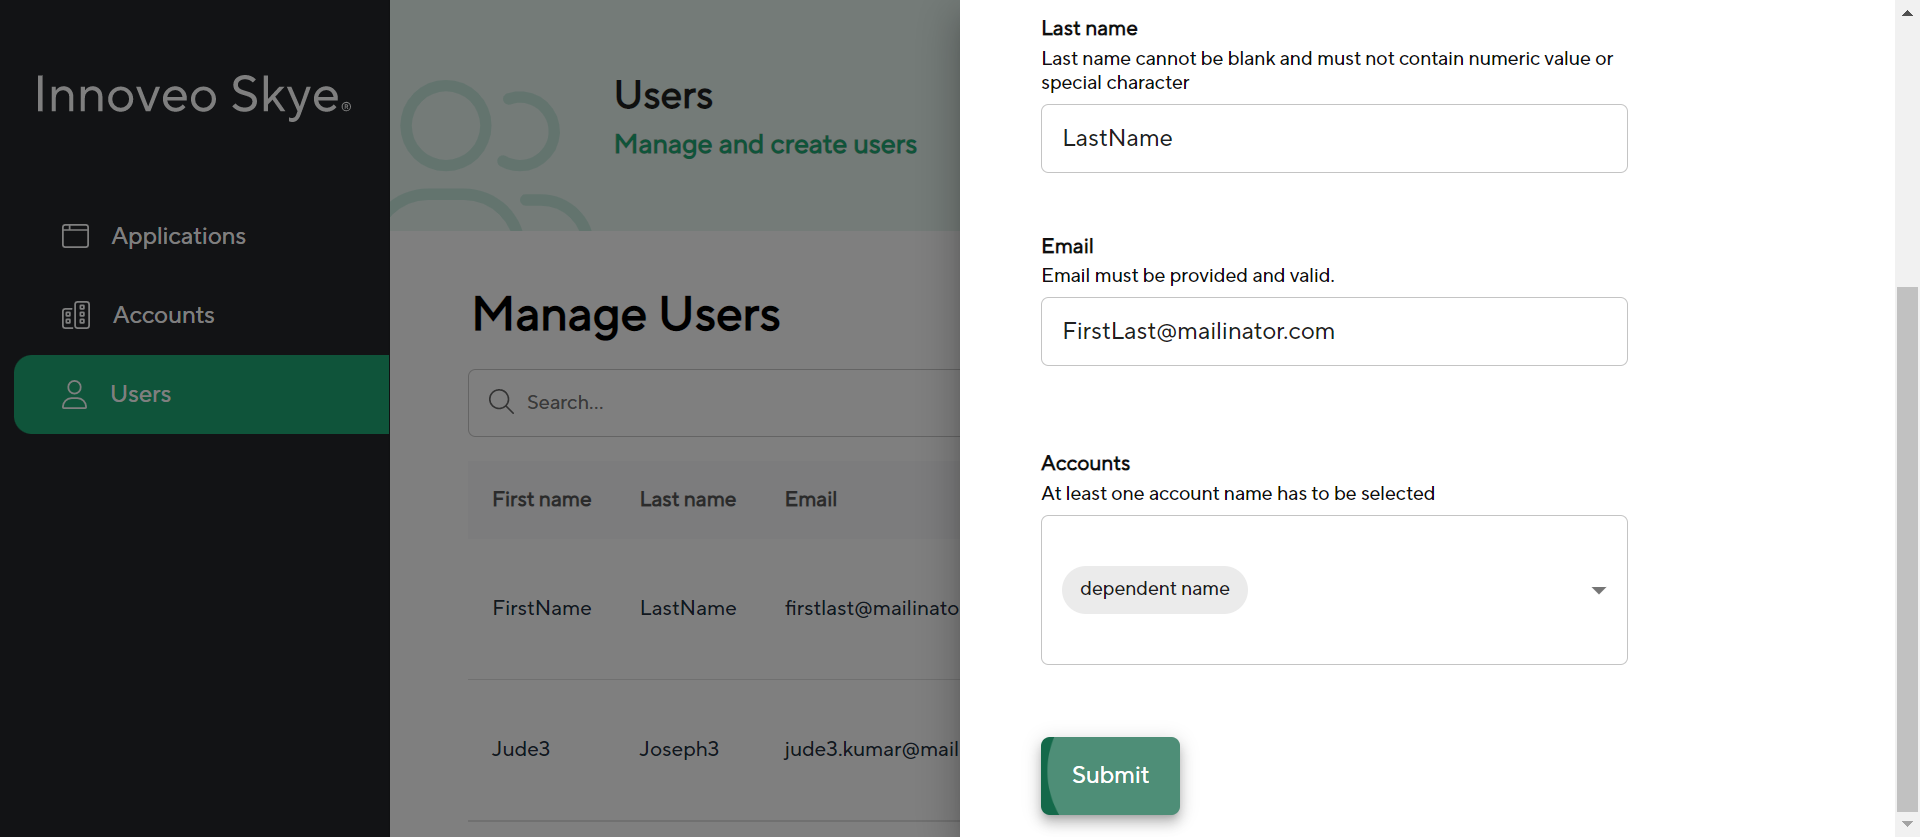 Innoveo Skye®
Applications
Accounts
Users
Users
Manage and create users
Manage Users
Search...
First name Last name Email
FirstName LastName firstlast@mailinato
Jude3 Joseph3 jude3.kumar@mail
Last name
Last name cannot be blank and must not contain numeric value or
special character
LastName
Email
Email must be provided and valid.
FirstLast@mailinator.com
Accounts
At least one account name has to be selected
dependent name
Submit